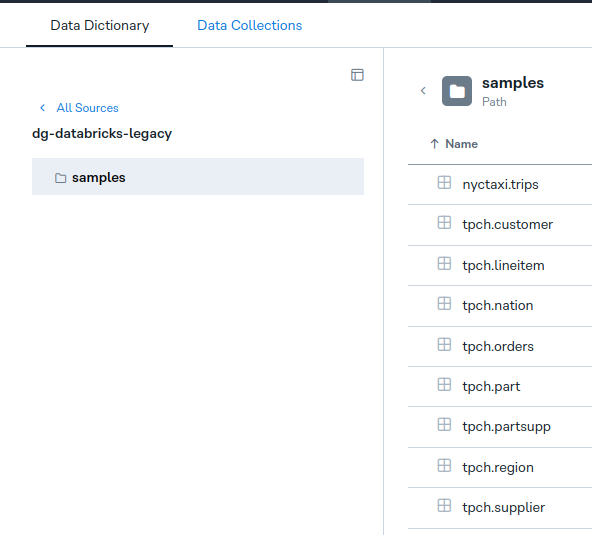 Data Dictionary
Data Collections
All Sources
dg-databricks-legacy
samples
samples
Path
Name
nyctaxi.trips
tpch.customer
tpch.lineitem
tpch.nation
tpch.orders
tpch.part
tpch.partsupp
tpch.region
tpch.supplier